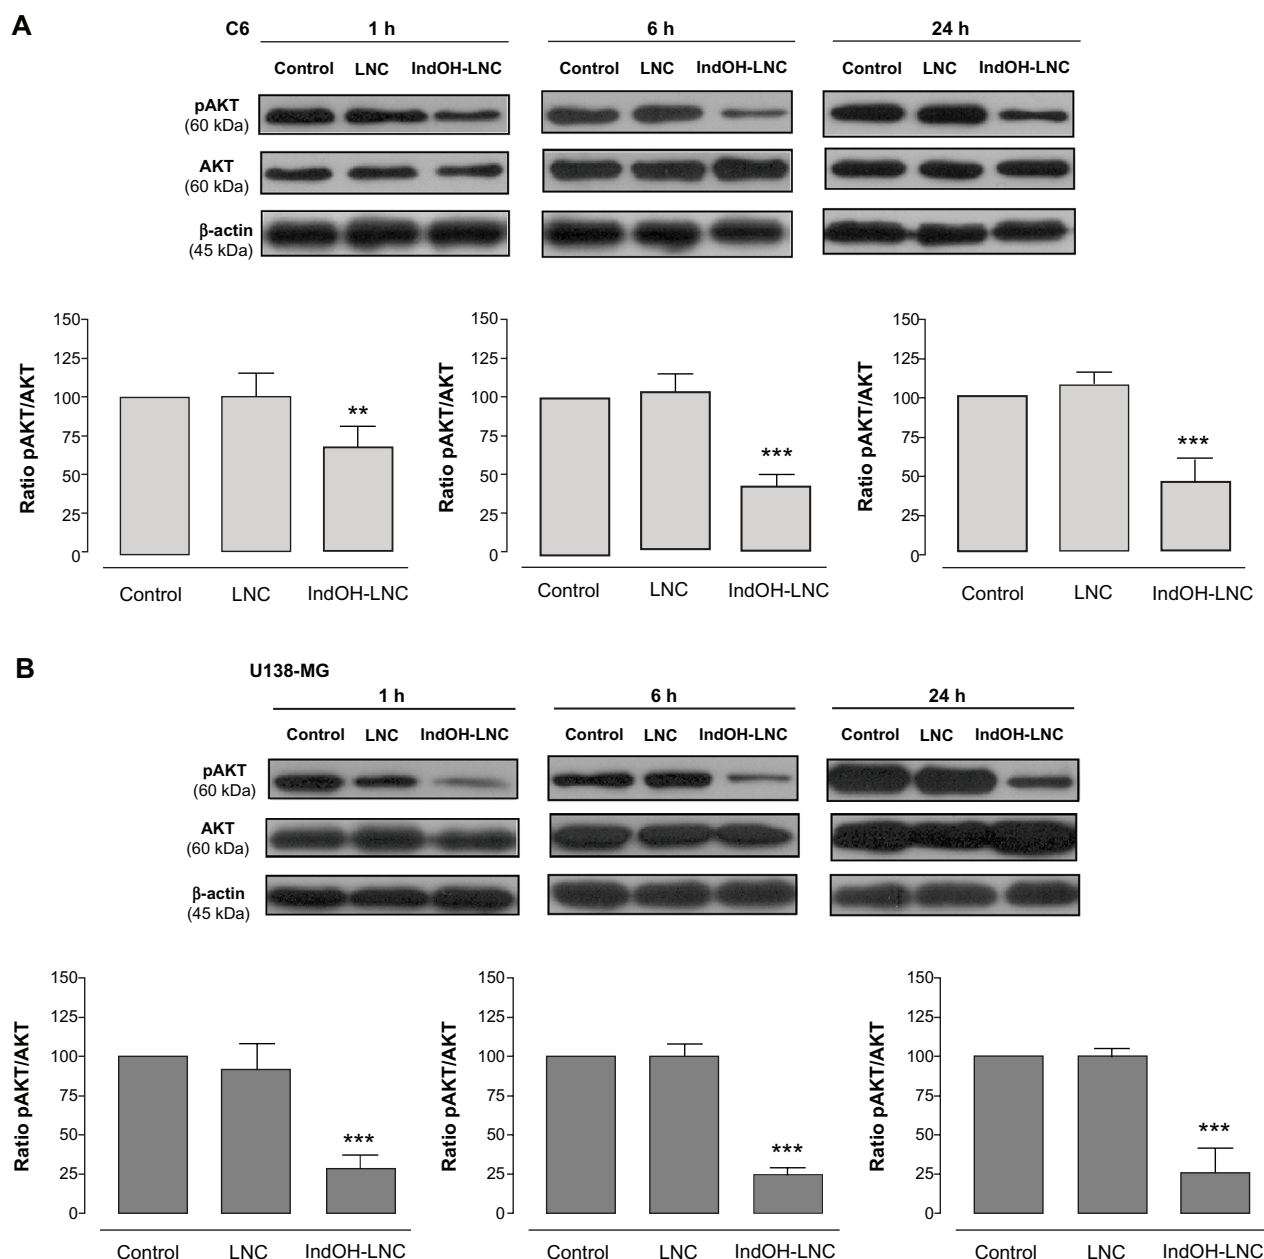 A
C6 1 h 6 h 24 h
Control LNC IndOH-LNC Control LNC IndOH-LNC Control LNC IndOH-LNC
pAKT
(60 kDa)
AKT
(60 kDa)
β-actin
(45 kDa)
Ratio pAKT/AKT
150
125
100
75
50
25
0
**
Control LNC IndOH-LNC
Ratio pAKT/AKT
150
125
100
75
50
25
0
***
Control LNC IndOH-LNC
Ratio pAKT/AKT
150
125
100
75
50
25
0
***
Control LNC IndOH-LNC
B
U138-MG
1 h 6 h 24 h
Control LNC IndOH-LNC Control LNC IndOH-LNC Control LNC IndOH-LNC
pAKT
(60 kDa)
AKT
(60 kDa)
β-actin
(45 kDa)
Ratio pAKT/AKT
150
125
100
75
50
25
0
***
Control LNC IndOH-LNC
Ratio pAKT/AKT
150
125
100
75
50
25
0
***
Control LNC IndOH-LNC
Ratio pAKT/AKT
150
125
100
75
50
25
0
***
Control LNC IndOH-LNC